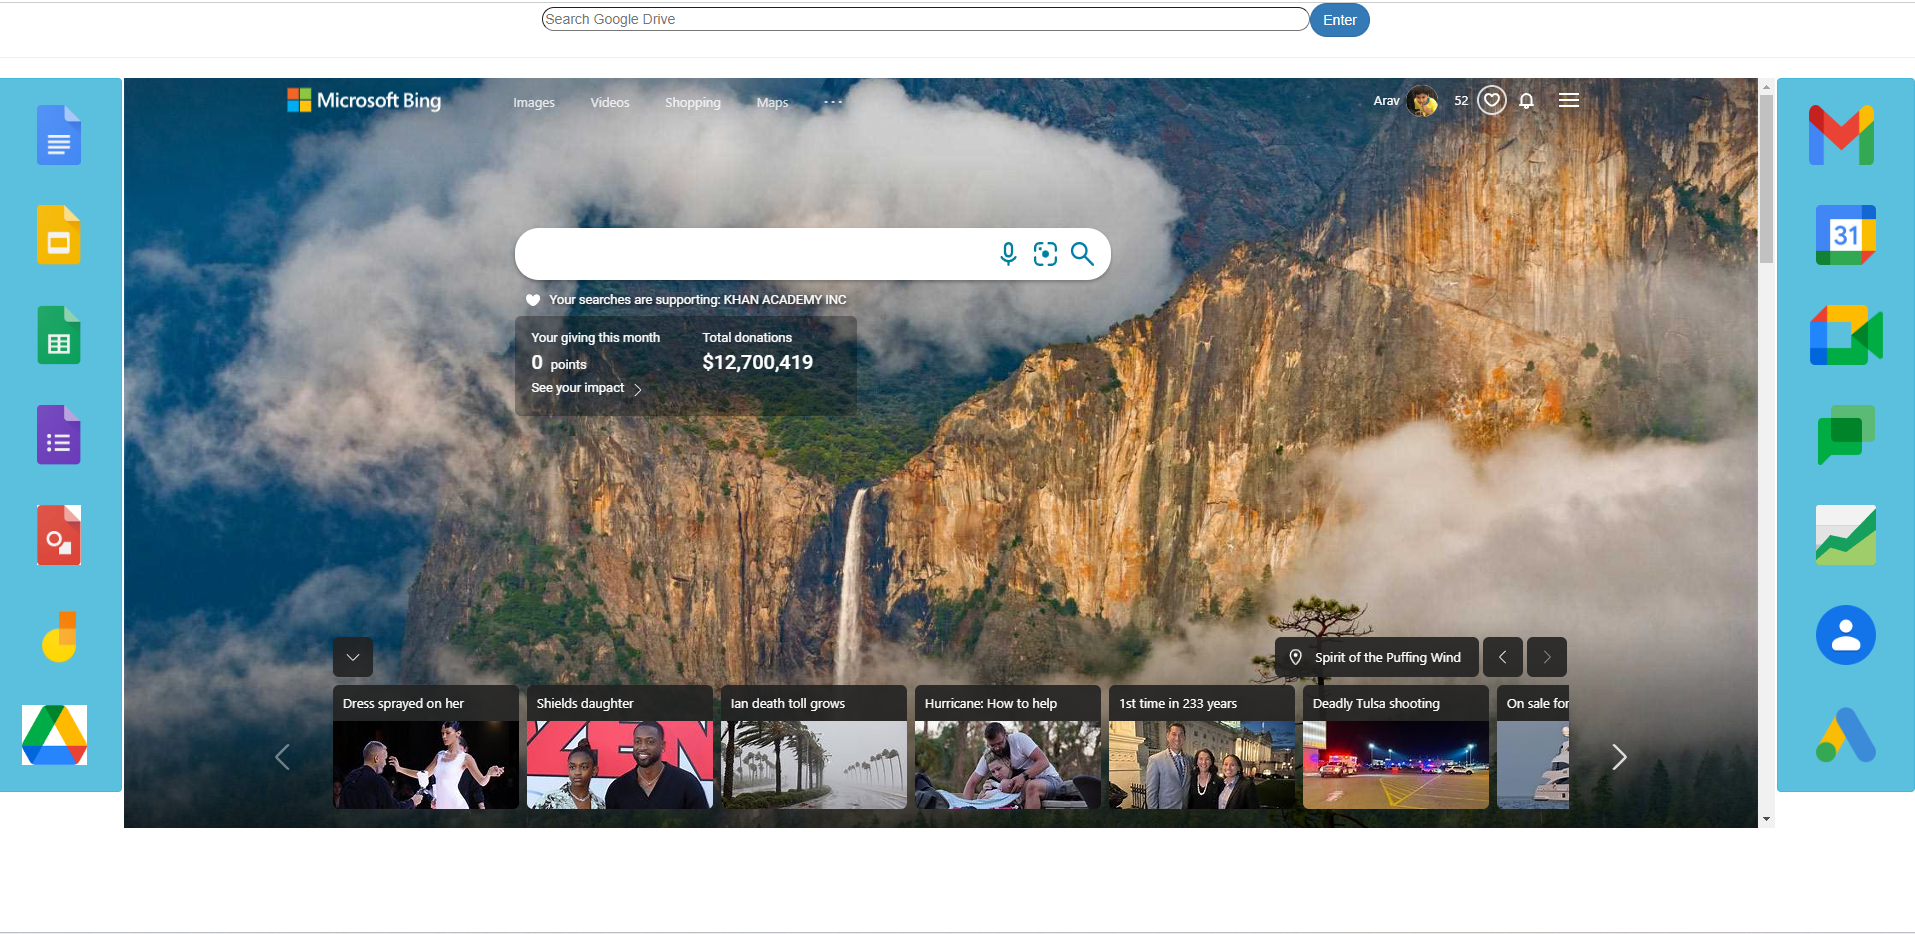 Search Google Drive
Enter
Microsoft Bing
Images
Videos
Shopping
Maps
Arav
52
31
Your searches are supporting: KHAN ACADEMY INC
Your giving this month
Total donations
0 points
$12,700,419
See your impact
Spirit of the Puffing Wind
Dress sprayed on her
Shields daughter
Ian death toll grows
Hurricane: How to help
1st time in 233 years
Deadly Tulsa shooting
On sale for
ZEN